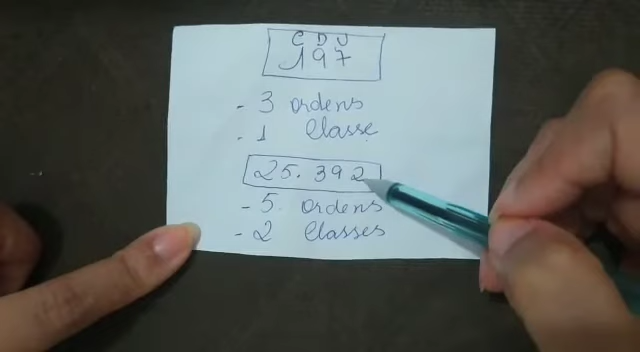 C D U
197
- 3 ordens
- 1 Classe
25.392
- 5 ordens
- 2 Classes